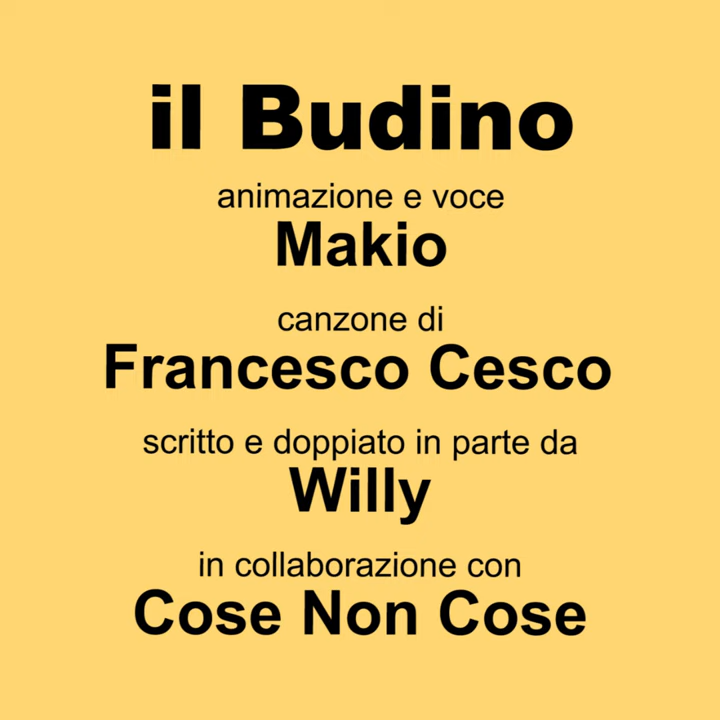 il Budino
animazione e voce
Makio
canzone di
Francesco Cesco
scritto e doppiato in parte da
Willy
in collaborazione con
Cose Non Cose